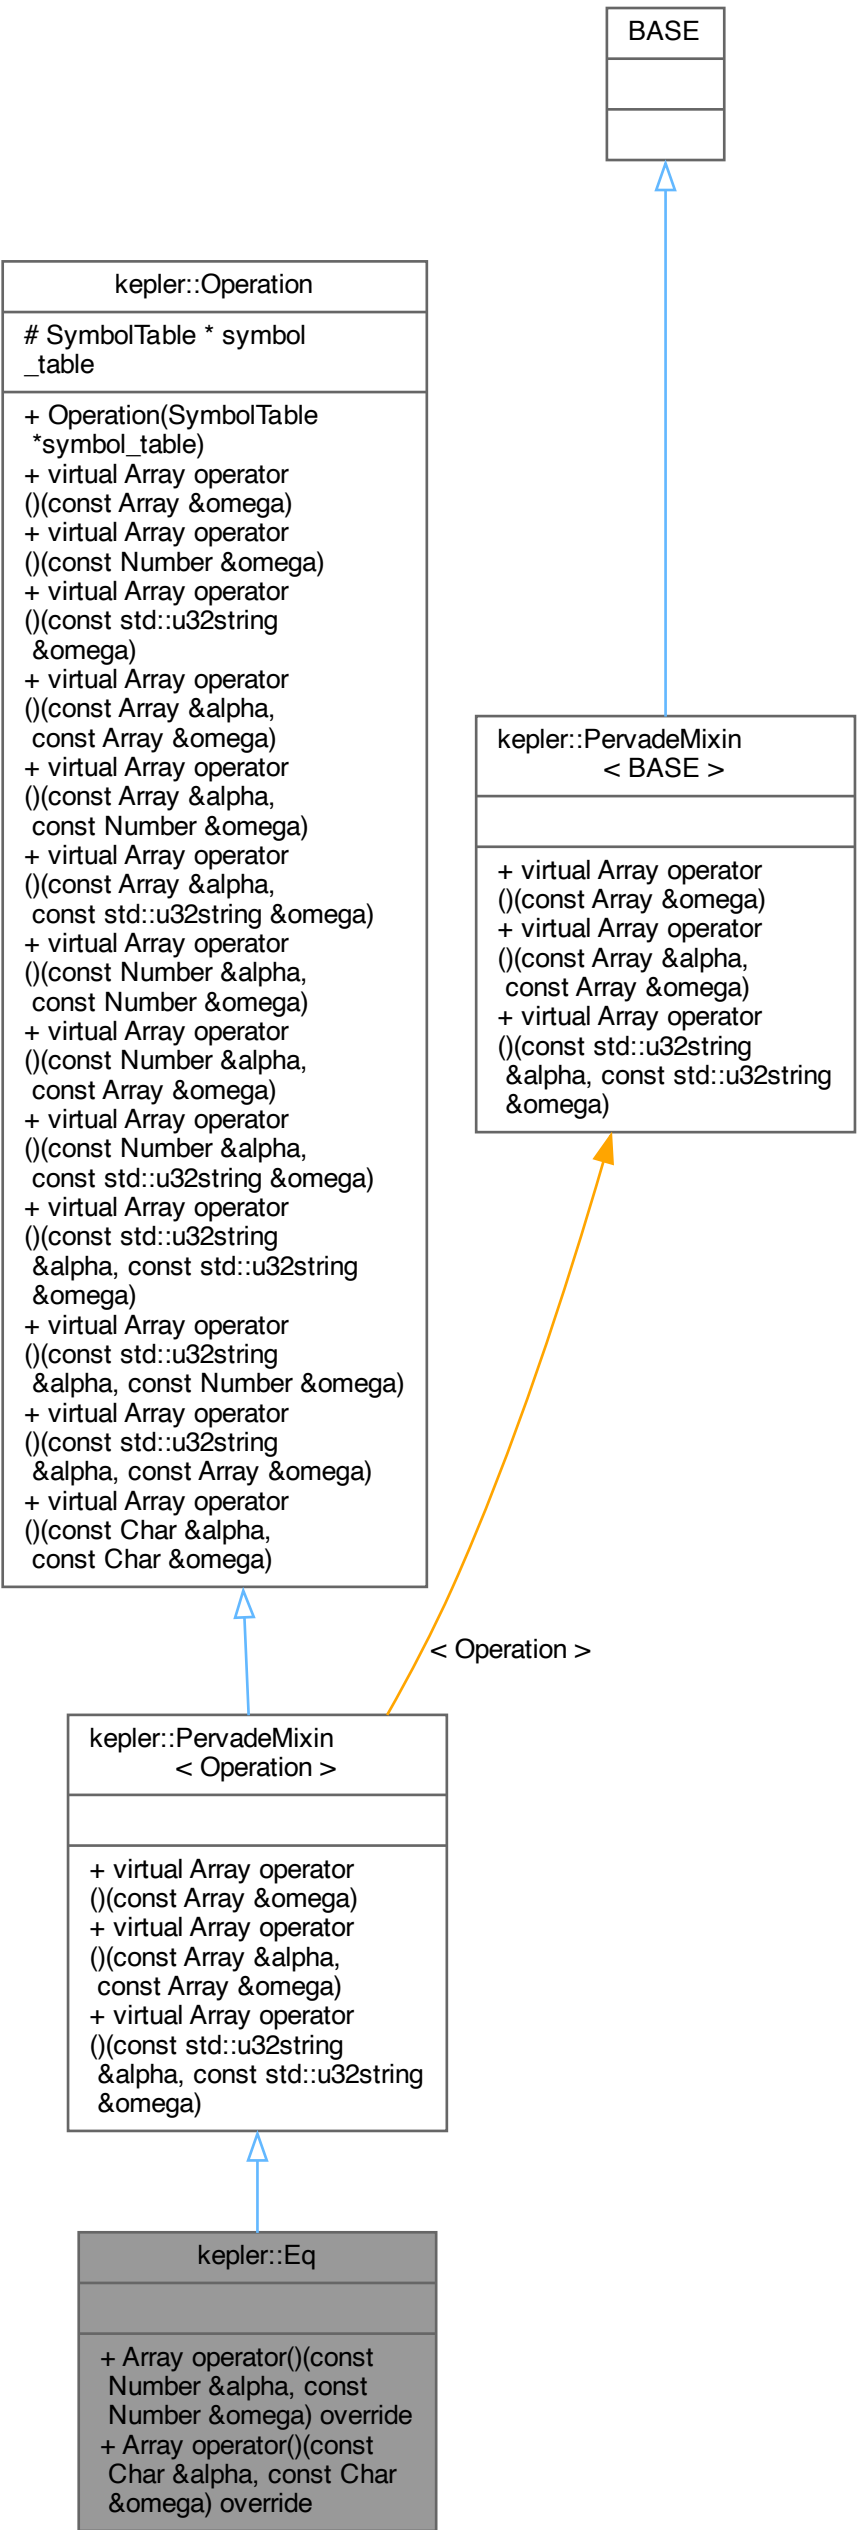 BASE
kepler::Operation
# SymbolTable * symbol
_table
+ Operation(SymbolTable
*symbol_table)
+ virtual Array operator
()(const Array &omega)
+ virtual Array operator
()(const Number &omega)
+ virtual Array operator
()(const std::u32string
&omega)
+ virtual Array operator
()(const Array &alpha,
const Array &omega)
+ virtual Array operator
()(const Array &alpha,
const Number &omega)
+ virtual Array operator
()(const Array &alpha,
const std::u32string &omega)
+ virtual Array operator
()(const Number &alpha,
const Number &omega)
+ virtual Array operator
()(const Number &alpha,
const Array &omega)
+ virtual Array operator
()(const Number &alpha,
const std::u32string &omega)
+ virtual Array operator
()(const std::u32string
&alpha, const std::u32string
&omega)
+ virtual Array operator
()(const std::u32string
&alpha, const Number &omega)
+ virtual Array operator
()(const std::u32string
&alpha, const Array &omega)
+ virtual Array operator
()(const Char &alpha,
const Char &omega)
kepler::PervadeMixin
< BASE >
+ virtual Array operator
()(const Array &omega)
+ virtual Array operator
()(const Array &alpha,
const Array &omega)
+ virtual Array operator
()(const std::u32string
&alpha, const std::u32string
&omega)
< Operation >
kepler::PervadeMixin
< Operation >
+ virtual Array operator
()(const Array &omega)
+ virtual Array operator
()(const Array &alpha,
const Array &omega)
+ virtual Array operator
()(const std::u32string
&alpha, const std::u32string
&omega)
kepler::Eq
+ Array operator()(const
Number &alpha, const
Number &omega) override
+ Array operator()(const
Char &alpha, const Char
&omega) override